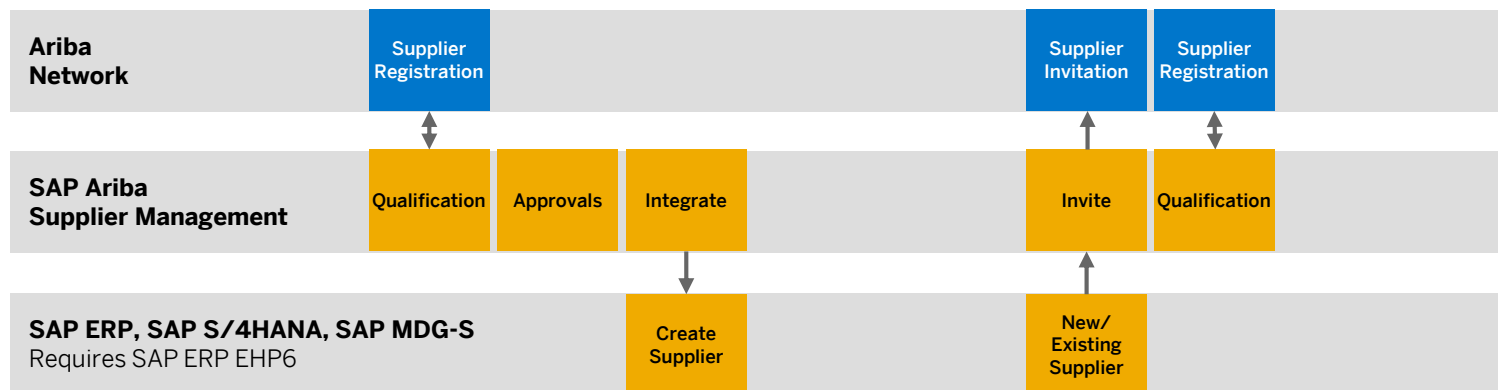 Ariba
Network
Supplier
Registration
Supplier
Invitation
Supplier
Registration
SAP Ariba
Supplier Management
Qualification
Approvals
Integrate
Invite
Qualification
SAP ERP, SAP S/4HANA, SAP MDG-S
Requires SAP ERP EHP6
Create
Supplier
New/
Existing
Supplier